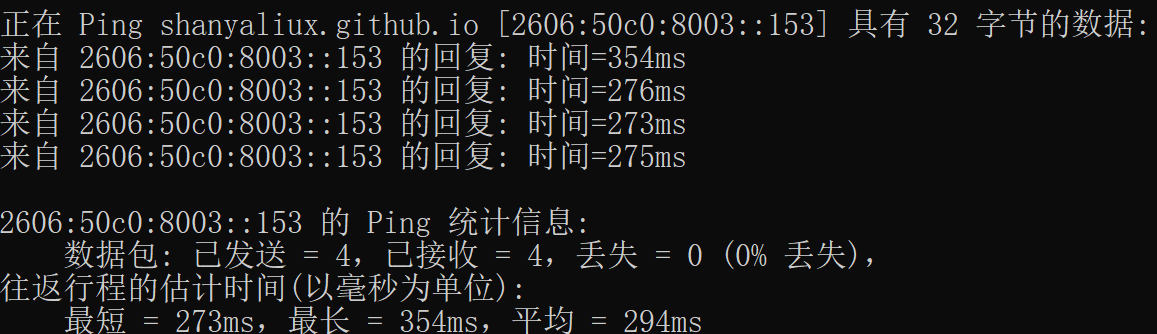 正在 Ping shanyaliux.github.io [2606:50c0:8003::153] 具有 32 字节的数据:
来自 2606:50c0:8003::153 的回复: 时间=354ms
来自 2606:50c0:8003::153 的回复: 时间=276ms
来自 2606:50c0:8003::153 的回复: 时间=273ms
来自 2606:50c0:8003::153 的回复: 时间=275ms
2606:50c0:8003::153 的 Ping 统计信息:
数据包: 已发送 = 4，已接收 = 4，丢失 = 0 (0% 丢失)，
往返行程的估计时间(以毫秒为单位):
最短 = 273ms，最长 = 354ms，平均 = 294ms